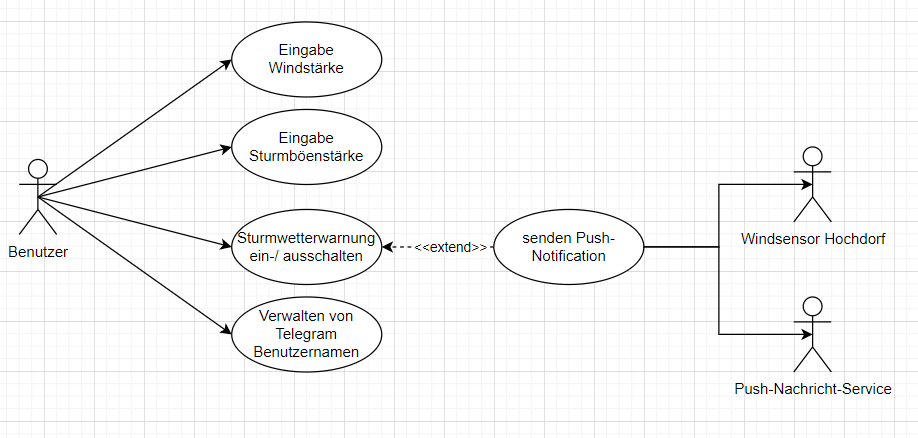 Eingabe
Windstärke
Eingabe
Sturmböenstärke
Benutzer
Sturmwetterwarnung
ein-/ ausschalten
<<extend>>
senden Push-
Notification
Windsensor Hochdorf
Verwalten von
Telegram
Benutzernamen
Push-Nachricht-Service